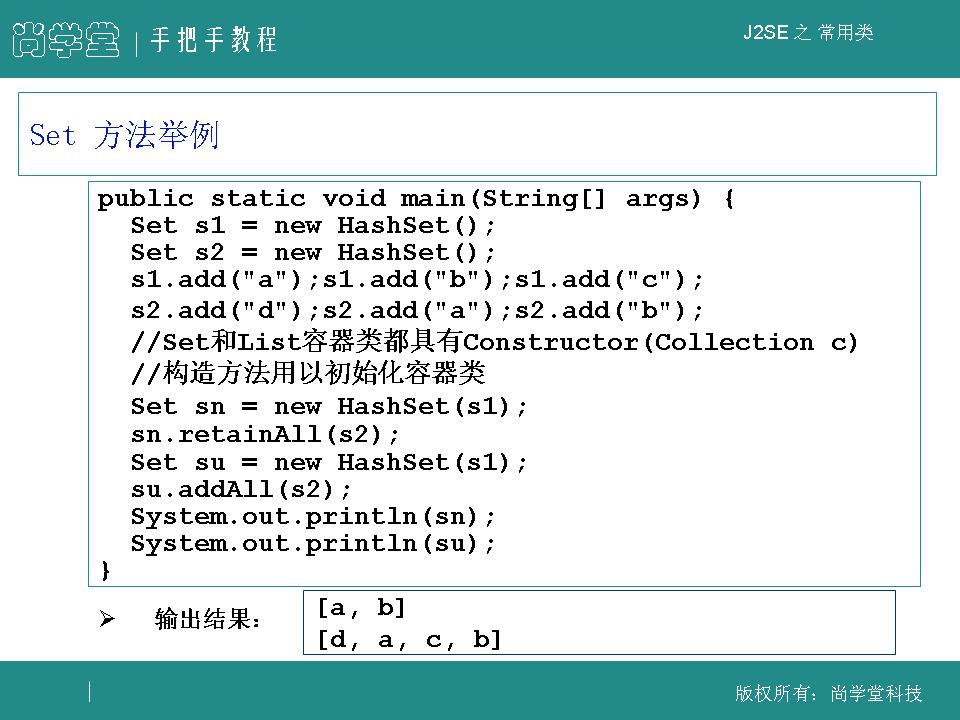 尚学堂 | 手把手教程
J2SE 之 常用类
Set 方法举例
public static void main(String[] args) {
  Set s1 = new HashSet();
  Set s2 = new HashSet();
  s1.add("a");s1.add("b");s1.add("c");
  s2.add("d");s2.add("a");s2.add("b");
  //Set和List容器类都具有Constructor(Collection c)
  //构造方法用以初始化容器类
  Set sn = new HashSet(s1);
  sn.retainAll(s2);
  Set su = new HashSet(s1);
  su.addAll(s2);
  System.out.println(sn);
  System.out.println(su);
}
➢ 输出结果：
[a, b]
[d, a, c, b]
版权所有：尚学堂科技